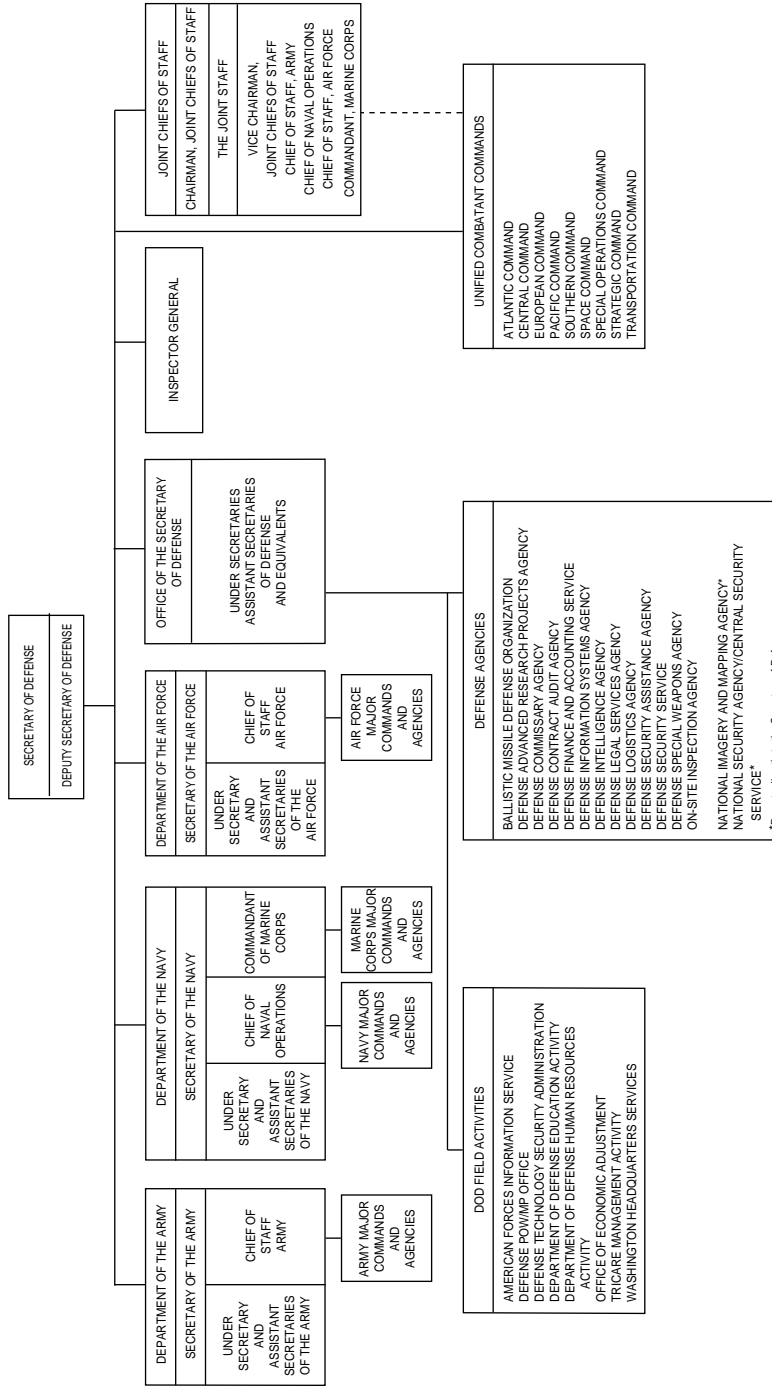 SECRETARY OF DEFENSE
DEPUTY SECRETARY OF DEFENSE
DEPARTMENT OF THE ARMY
SECRETARY OF THE ARMY
UNDER
SECRETARY
AND
ASSISTANT
SECRETARIES
OF THE ARMY
CHIEF OF
STAFF
ARMY
ARMY MAJOR
COMMANDS
AND
AGENCIES
DEPARTMENT OF THE NAVY
SECRETARY OF THE NAVY
UNDER
SECRETARY
AND
ASSISTANT
SECRETARIES
OF THE NAVY
CHIEF OF
NAVAL
OPERATIONS
COMMANDANT
OF MARINE
CORPS
NAVY MAJOR
COMMANDS
AND
AGENCIES
MARINE
CORPS MAJOR
COMMANDS
AND
AGENCIES
DEPARTMENT OF THE AIR FORCE
SECRETARY OF THE AIR FORCE
UNDER
SECRETARY
AND
ASSISTANT
SECRETARIES
OF THE
AIR FORCE
CHIEF OF
STAFF
AIR FORCE
AIR FORCE
MAJOR
COMMANDS
AND
AGENCIES
OFFICE OF THE SECRETARY
OF DEFENSE
UNDER SECRETARIES
ASSISTANT SECRETARIES
OF DEFENSE
AND EQUIVALENTS
INSPECTOR GENERAL
JOINT CHIEFS OF STAFF
CHAIRMAN, JOINT CHIEFS OF STAFF
THE JOINT STAFF
VICE CHAIRMAN,
JOINT CHIEFS OF STAFF
CHIEF OF STAFF, ARMY
CHIEF OF NAVAL OPERATIONS
CHIEF OF STAFF, AIR FORCE
COMMANDANT, MARINE CORPS
DOD FIELD ACTIVITIES
AMERICAN FORCES INFORMATION SERVICE
DEFENSE POW/MP OFFICE
DEFENSE TECHNOLOGY SECURITY ADMINISTRATION
DEPARTMENT OF DEFENSE EDUCATION ACTIVITY
DEPARTMENT OF DEFENSE HUMAN RESOURCES
ACTIVITY
OFFICE OF ECONOMIC ADJUSTMENT
TRICARE MANAGEMENT ACTIVITY
WASHINGTON HEADQUARTERS SERVICES
DEFENSE AGENCIES
BALLISTIC MISSILE DEFENSE ORGANIZATION
DEFENSE ADVANCED RESEARCH PROJECTS AGENCY
DEFENSE COMMISSARY AGENCY
DEFENSE CONTRACT AUDIT AGENCY
DEFENSE FINANCE AND ACCOUNTING SERVICE
DEFENSE INFORMATION SYSTEMS AGENCY
DEFENSE INTELLIGENCE AGENCY
DEFENSE LEGAL SERVICES AGENCY
DEFENSE LOGISTICS AGENCY
DEFENSE SECURITY ASSISTANCE AGENCY
DEFENSE SECURITY SERVICE
DEFENSE SPECIAL WEAPONS AGENCY
ON-SITE INSPECTION AGENCY
NATIONAL IMAGERY AND MAPPING AGENCY*
NATIONAL SECURITY AGENCY/CENTRAL SECURITY
SERVICE*
UNIFIED COMBATANT COMMANDS
ATLANTIC COMMAND
CENTRAL COMMAND
EUROPEAN COMMAND
PACIFIC COMMAND
SOUTHERN COMMAND
SPACE COMMAND
SPECIAL OPERATIONS COMMAND
STRATEGIC COMMAND
TRANSPORTATION COMMAND